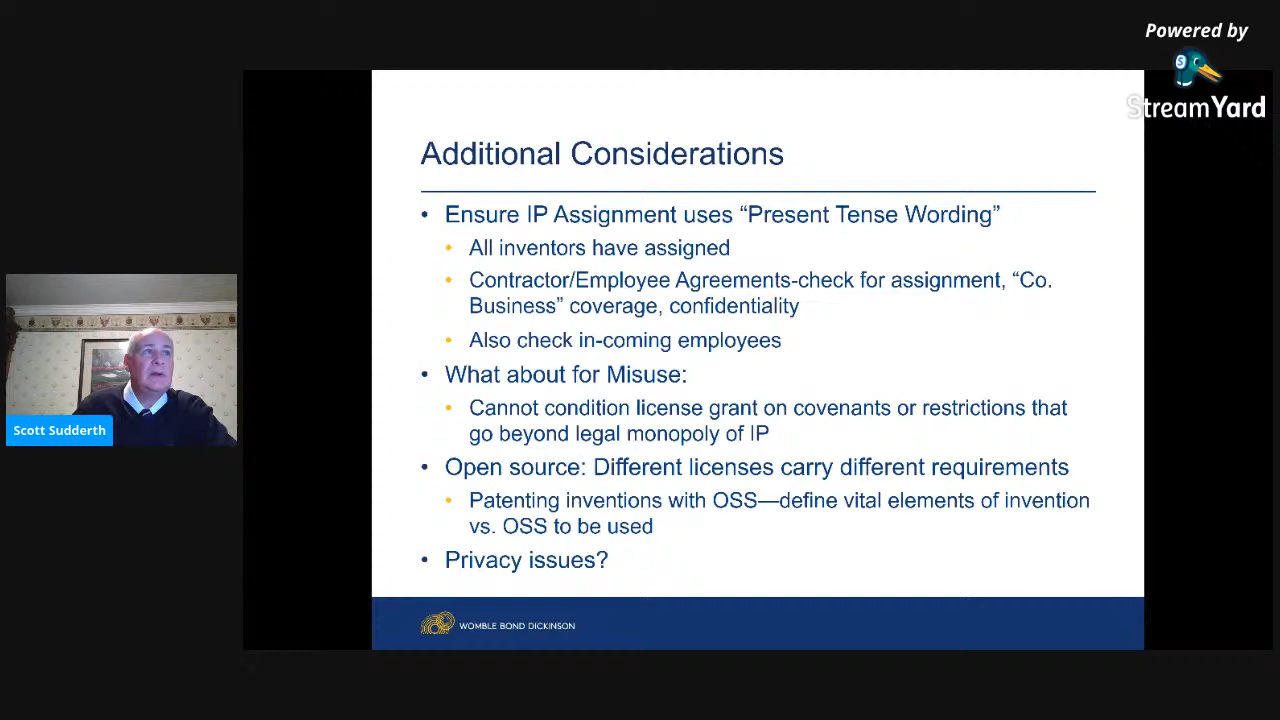 Powered by
StreamYard
Additional Considerations
• Ensure IP Assignment uses “Present Tense Wording”
• All inventors have assigned
• Contractor/Employee Agreements-check for assignment, “Co.
Business” coverage, confidentiality
• Also check in-coming employees
• What about for Misuse:
• Cannot condition license grant on covenants or restrictions that
go beyond legal monopoly of IP
• Open source: Different licenses carry different requirements
• Patenting inventions with OSS—define vital elements of invention
vs. OSS to be used
• Privacy issues?
WOMBLE BOND DICKINSON
Scott Sudderth